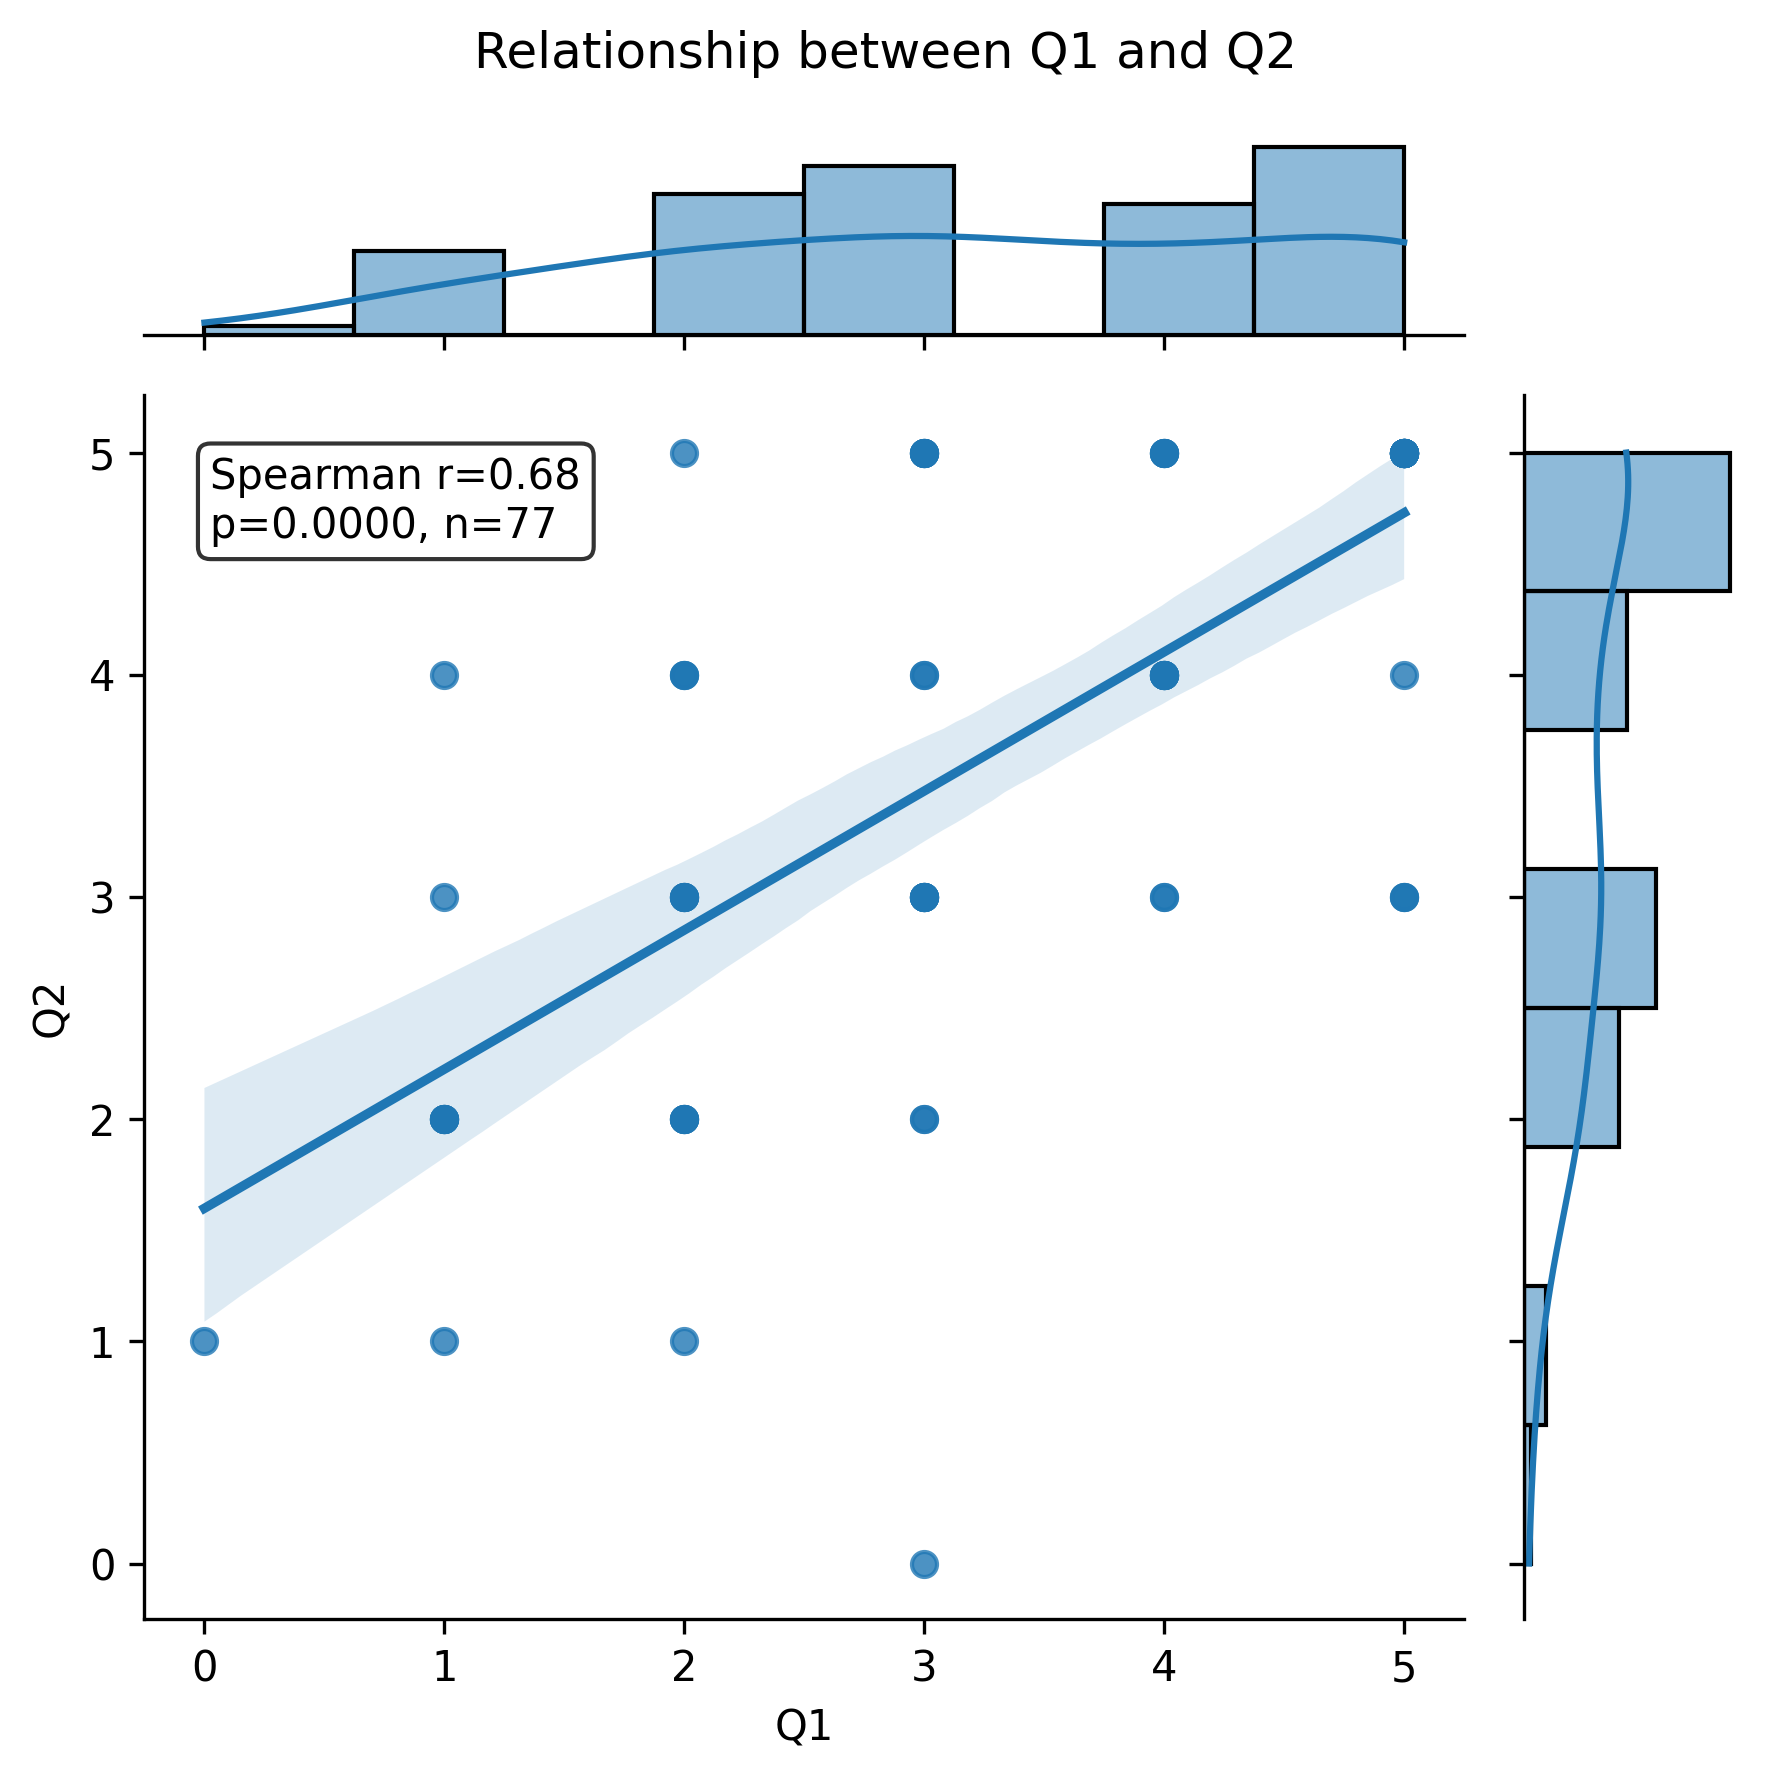 Relationship between Q1 and Q2
Spearman r=0.68
p=0.0000, n=77
5
4
3
2
1
0
Q2
0 1 2 3 4 5
Q1